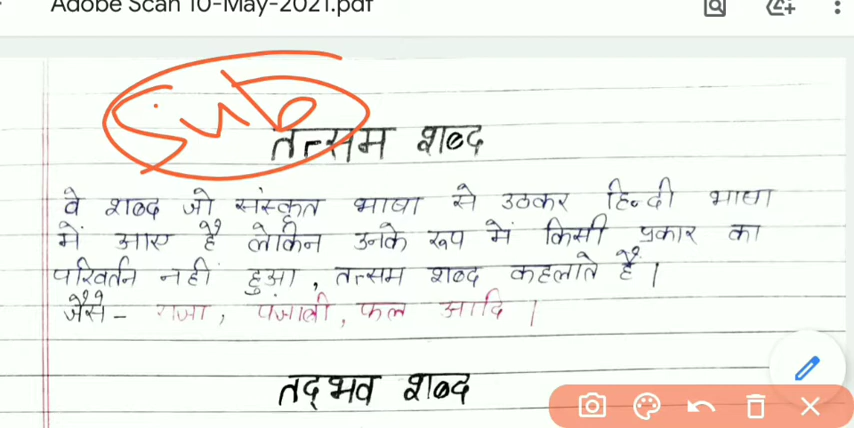 Adobe Scan 10-May-2021.pdf
Sub
तत्सम शब्द
वे शब्द जो संस्कृत भाषा से उठकर हिन्दी भाषा
में आए हैं लेकिन उनके रूप में किसी प्रकार का
परिवर्तन नहीं हुआ, तत्सम शब्द कहलाते हैं।
जैसे - राजा, पंजाबी, फल आदि।
तद्भव शब्द